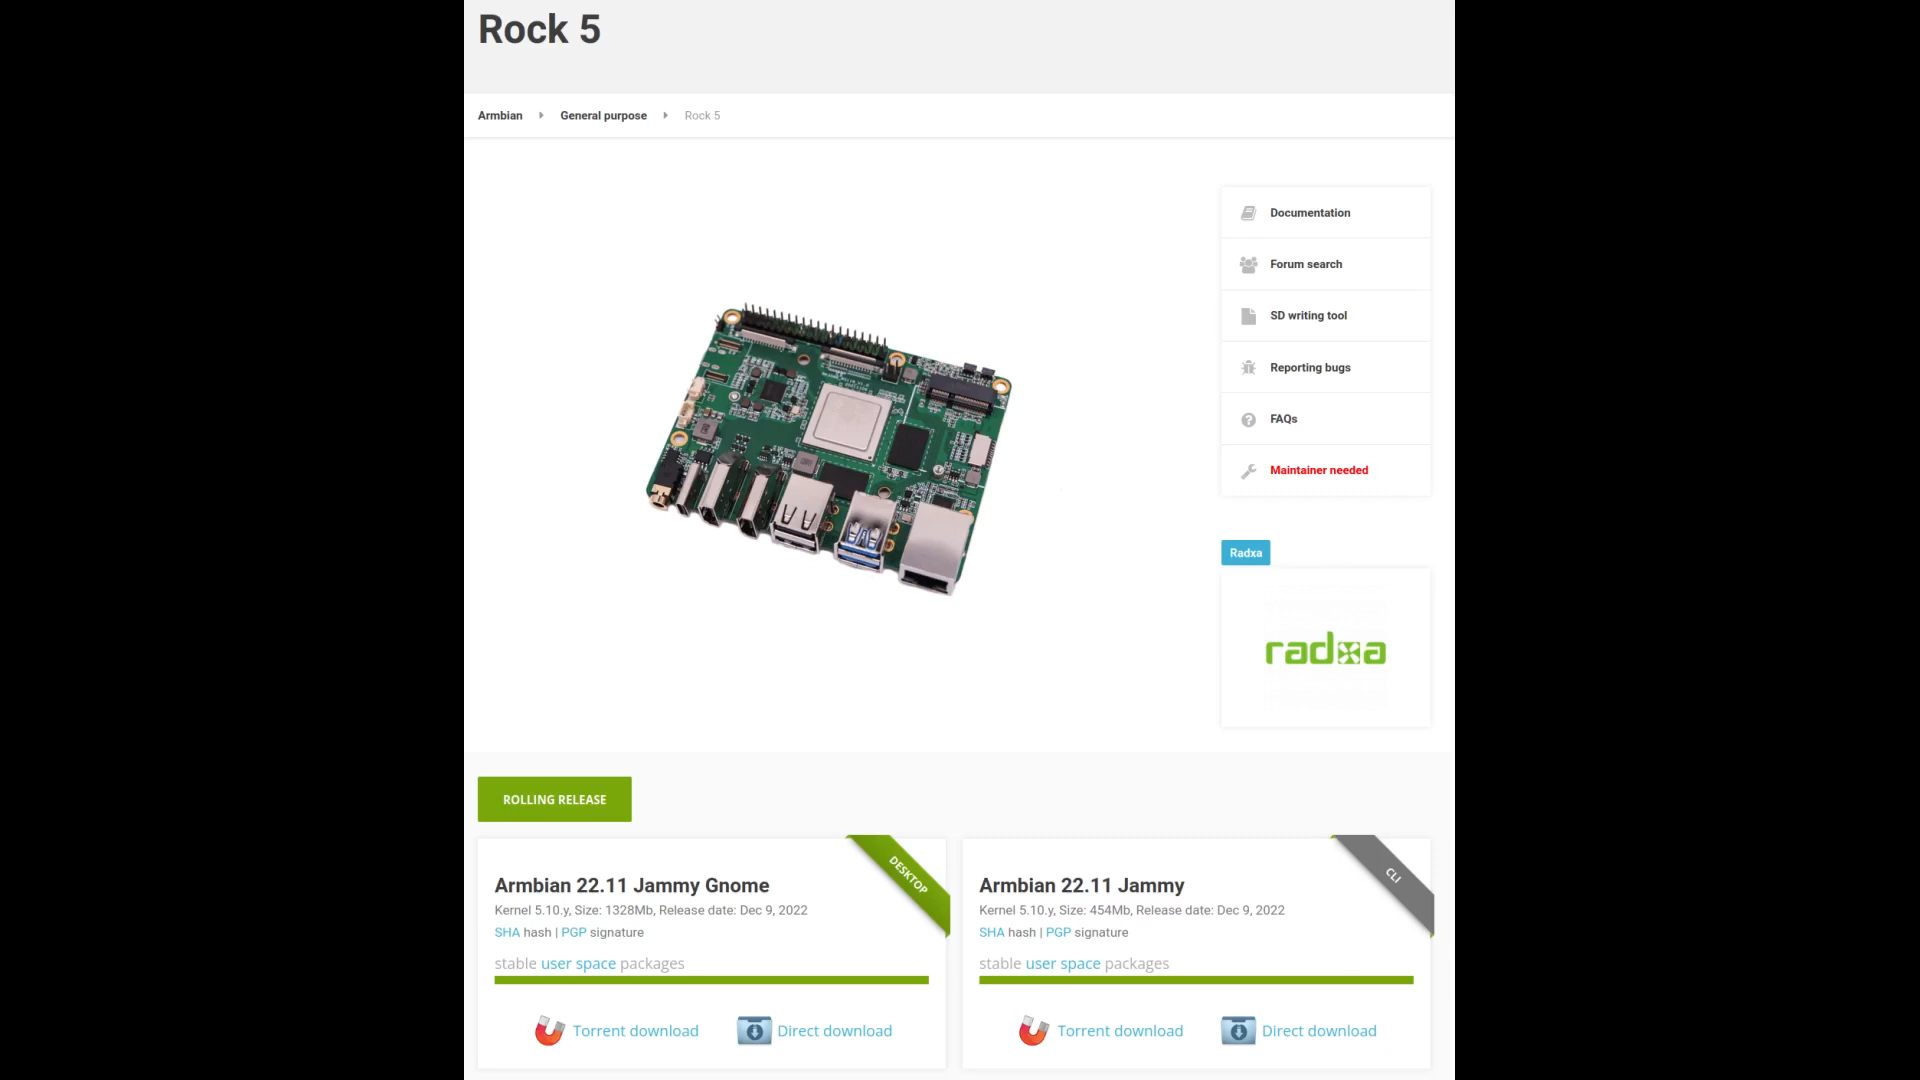 Rock 5
Armbian
General purpose
Rock 5
Documentation
Forum search
SD writing tool
Reporting bugs
FAQs
Maintainer needed
Radxa
radxa
ROLLING RELEASE
DESKTOP
Armbian 22.11 Jammy Gnome
Kernel 5.10.y, Size: 1328Mb, Release date: Dec 9, 2022
SHA hash | PGP signature
stable user space packages
Torrent download
Direct download
CLI
Armbian 22.11 Jammy
Kernel 5.10.y, Size: 454Mb, Release date: Dec 9, 2022
SHA hash | PGP signature
stable user space packages
Torrent download
Direct download